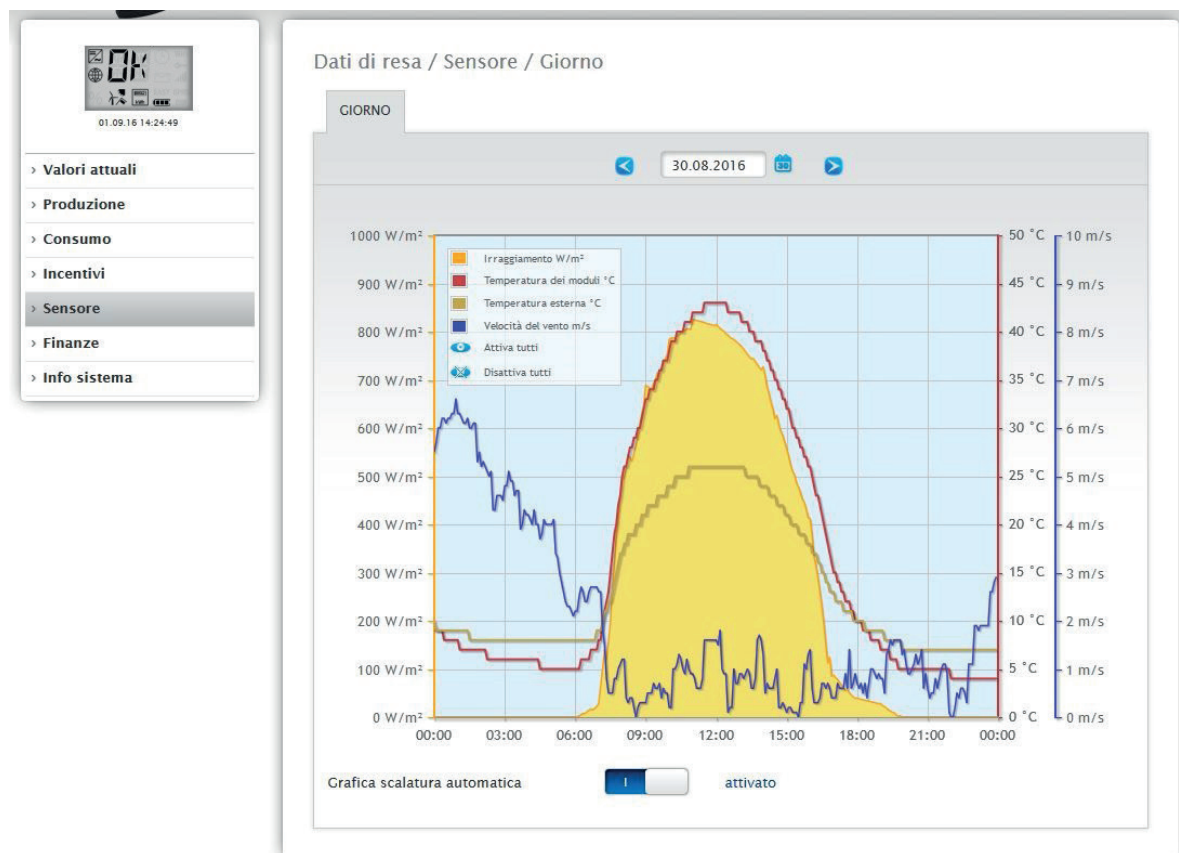 OK
01.09.16 14:24:49
› Valori attuali
› Produzione
› Consumo
› Incentivi
› Sensore
› Finanze
› Info sistema
Dati di resa / Sensore / Giorno
GIORNO
30.08.2016
30
1000 W/m²
900 W/m²
800 W/m²
700 W/m²
600 W/m²
500 W/m²
400 W/m²
300 W/m²
200 W/m²
100 W/m²
0 W/m²
Irraggiamento W/m²
Temperatura dei moduli °C
Temperatura esterna °C
Velocità del vento m/s
Attiva tutti
Disattiva tutti
50 °C
45 °C
40 °C
35 °C
30 °C
25 °C
20 °C
15 °C
10 °C
5 °C
0 °C
10 m/s
9 m/s
8 m/s
7 m/s
6 m/s
5 m/s
4 m/s
3 m/s
2 m/s
1 m/s
0 m/s
00:00 03:00 06:00 09:00 12:00 15:00 18:00 21:00 00:00
Grafica scalatura automatica I attivato